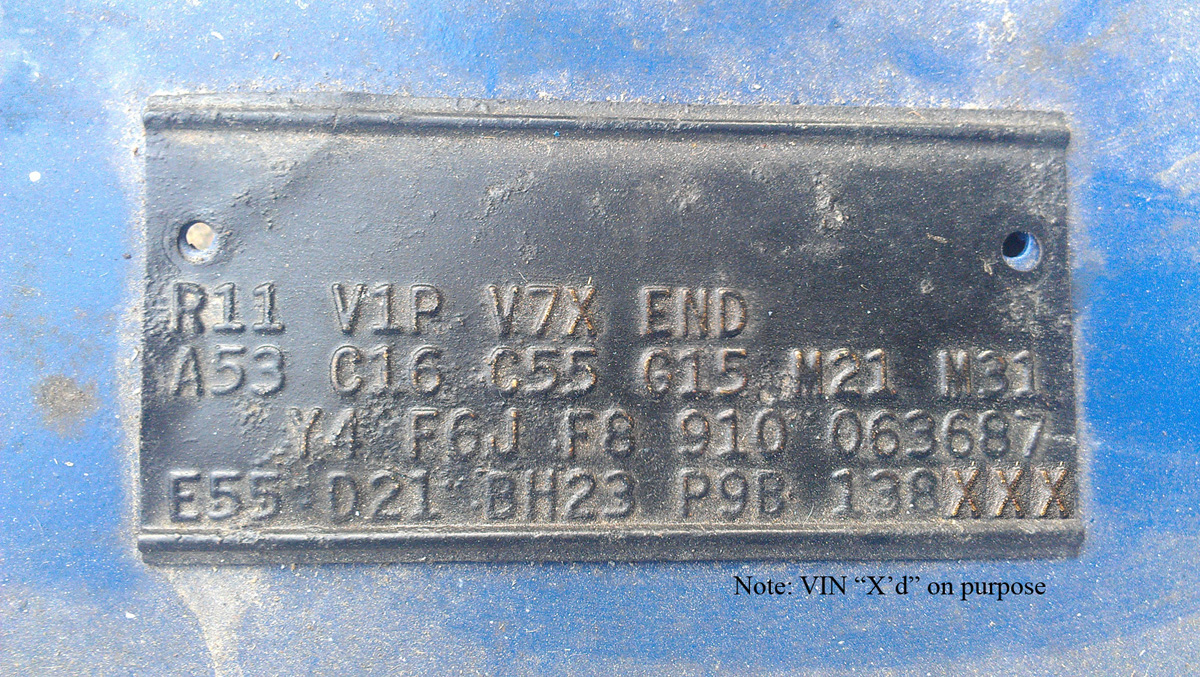 R11 V1P V7X END
A53 C16 C55 G15 M21 M31
Y4 F6J F8 910 063687
E55 D21 BH23 P9B 138XXX
Note: VIN “X’d” on purpose